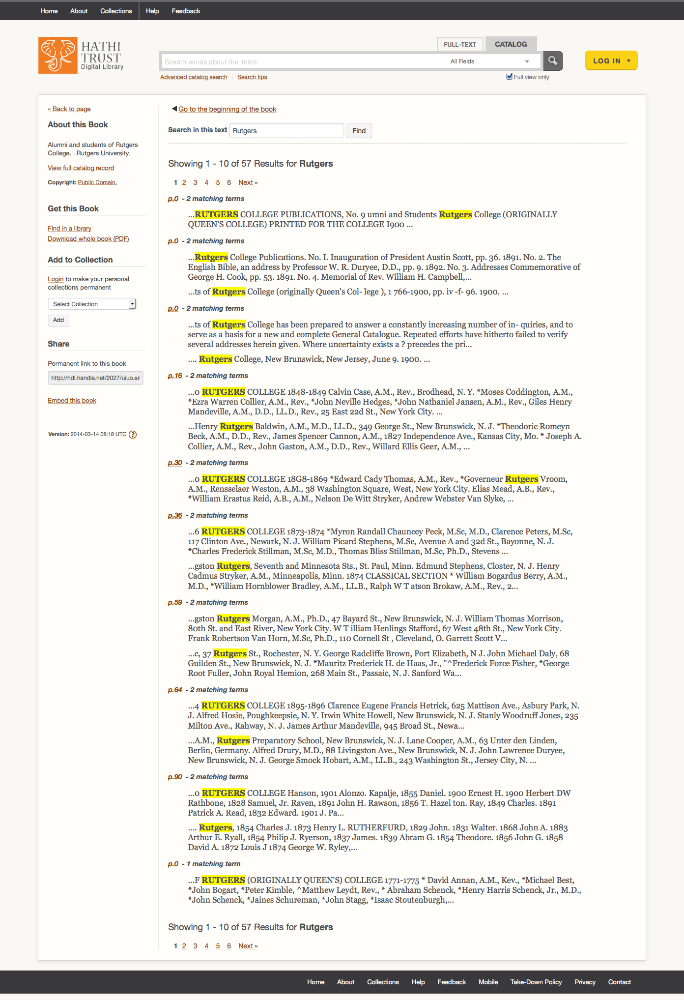 Home About Collections Help Feedback
HATHI
TRUST
Digital Library
FULL-TEXT CATALOG
Search words about the items All Fields
Advanced catalog search Search tips Full view only
LOG IN
« Back to page
About this Book
Alumni and students of Rutgers
College. . Rutgers University.
View full catalog record
Copyright: Public Domain.
Get this Book
Find in a library
Download whole book (PDF)
Add to Collection
Login to make your personal
collections permanent
Select Collection
Add
Share
Permanent link to this book
http://hdl.handle.net/2027/uiuo.ar
Embed this book
Version: 2014-03-14 08:18 UTC ?
Go to the beginning of the book
Search in this text Rutgers Find
Showing 1 - 10 of 57 Results for Rutgers
1 2 3 4 5 6 Next »
p.0 - 2 matching terms
...RUTGERS COLLEGE PUBLICATIONS, No. 9 umni and Students Rutgers College (ORIGINALLY
QUEEN'S COLLEGE) PRINTED FOR THE COLLEGE I900 ...
p.0 - 2 matching terms
...Rutgers College Publications. No. I. Inauguration of President Austin Scott, pp. 36. 1891. No. 2. The
English Bible, an address by Professor W. R. Duryee, D.D., pp. 9. 1892. No. 3. Addresses Commemorative of
George H. Cook, pp. 53. 1891. No. 4. Memorial of Rev. William H. Campbell,...
...ts of Rutgers College (originally Queen's Col- lege ), 1 766-1900, pp. iv -f- 96. 1900. ...
p.0 - 2 matching terms
...ts of Rutgers College has been prepared to answer a constantly increasing number of in- quiries, and to
serve as a basis for a new and complete General Catalogue. Repeated efforts have hitherto failed to verify
several addresses herein given. Where uncertainty exists a ? precedes the pri...
.... Rutgers College, New Brunswick, New Jersey, June 9. 1900. ...
p.16 - 2 matching terms
...0 RUTGERS COLLEGE 1848-1849 Calvin Case, A.M., Rev., Brodhead, N. Y. *Moses Coddington, A.M.,
*Ezra Warren Collier, A.M., Rev., *John Neville Hedges, *John Nathaniel Jansen, A.M., Rev., Giles Henry
Mandeville, A.M., D.D., LL.D., Rev., 25 East 22d St., New York City. ...
...Henry Rutgers Baldwin, A.M., M.D., LL.D., 349 George St., New Brunswick, N. J. *Theodoric Romeyn
Beck, A.M., D.D., Rev., James Spencer Cannon, A.M., 1827 Independence Ave., Kansas City, Mo. * Joseph A.
Collier, A.M., Rev., John Gaston, A.M., D.D., Rev., Willard Ellis Geer, A.M., ...
p.30 - 2 matching terms
...0 RUTGERS COLLEGE 18G8-1869 *Edward Cady Thomas, A.M., Rev., *Governeur Rutgers Vroom,
A.M., Rensselaer Weston, A.M., 38 Washington Square, West, New York City. Elias Mead, A.B., Rev.,
*William Erastus Reid, A.B., A.M., Nelson De Witt Stryker, Andrew Webster Van Slyke, ...
p.36 - 2 matching terms
...6 RUTGERS COLLEGE 1873-1874 *Myron Randall Chauncey Peck, M.Sc, M.D., Clarence Peters, M.Sc,
117 Clinton Ave., Newark, N. J. William Picard Stephens, M.Sc, Avenue A and 32d St., Bayonne, N. J.
*Charles Frederick Stillman, M.Sc, M.D., Thomas Bliss Stillman, M.Sc, Ph.D., Stevens ...
...gston Rutgers, Seventh and Minnesota Sts., St. Paul, Minn. Edmund Stephens, Closter, N. J. Henry
Cadmus Stryker, A.M., Minneapolis, Minn. 1874 CLASSICAL SECTION * William Bogardus Berry, A.M.,
M.D., *William Hornblower Bradley, A.M., LL.B., Ralph W T atson Brokaw, A.M., Rev., 2...
p.59 - 2 matching terms
...gston Rutgers Morgan, A.M., Ph.D., 47 Bayard St., New Brunswick, N. J. William Thomas Morrison,
80th St. and East River, New York City. W T illiam Henlings Stafford, 67 West 48th St., New York City.
Frank Robertson Van Horn, M.Sc, Ph.D., 110 Cornell St , Cleveland, O. Garrett Scott V...
...c, 37 Rutgers St., Rochester, N. Y. George Radcliffe Brown, Port Elizabeth, N J. John Michael Daly, 68
Guilden St., New Brunswick, N. J. *Mauritz Frederick H. de Haas, Jr., "^Frederick Force Fisher, *George
Root Fuller, John Royal Hemion, 268 Main St., Passaic, N. J. Sanford Wa...
p.64 - 2 matching terms
...4 RUTGERS COLLEGE 1895-1896 Clarence Eugene Francis Hetrick, 625 Mattison Ave., Asbury Park, N.
J. Alfred Hosie, Poughkeepsie, N. Y. Irwin White Howell, New Brunswick, N. J. Stanly Woodruff Jones, 235
Milton Ave., Rahway, N. J. James Arthur Mandeville, 945 Broad St., Newa...
...A.M., Rutgers Preparatory School, New Brunswick, N. J. Lane Cooper, A.M., 63 Unter den Linden,
Berlin, Germany. Alfred Drury, M.D., 88 Livingston Ave., New Brunswick, N. J. John Lawrence Duryee,
New Brunswick, N. J. George Smock Hobart, A.M., LL.B., 243 Washington St., Jersey City, N. ...
p.90 - 2 matching terms
...0 RUTGERS COLLEGE Hanson, 1901 Alonzo. Kapalje, 1855 Daniel. 1900 Ernest H. 1900 Herbert DW
Rathbone, 1828 Samuel, Jr. Raven, 1891 John H. Rawson, 1856 T. Hazel ton. Ray, 1849 Charles. 1891
Patrick A. Read, 1832 Edward. 1901 J. Pa...
.... Rutgers, 1854 Charles J. 1873 Henry L. RUTHERFURD, 1829 John. 1831 Walter. 1868 John A. 1883
Arthur E. Ryall, 1854 Philip J. Ryerson, 1837 James. 1839 Abram G. 1854 Theodore. 1856 John G. 1858
David A. 1872 Louis J 1874 George W. Ryley,...
p.0 - 1 matching term
...F RUTGERS (ORIGINALLY QUEEN'S) COLLEGE 1771-1775 * David Annan, A.M., Kev., *Michael Best,
*John Bogart, *Peter Kimble, ^Matthew Leydt, Rev., * Abraham Schenck, *Henry Harris Schenck, Jr., M.D.,
*John Schenck, *Jaines Schureman, *John Stagg, *Isaac Stoutenburgh,...
Showing 1 - 10 of 57 Results for Rutgers
1 2 3 4 5 6 Next »
Home About Collections Help Feedback Mobile Take-Down Policy Privacy Contact